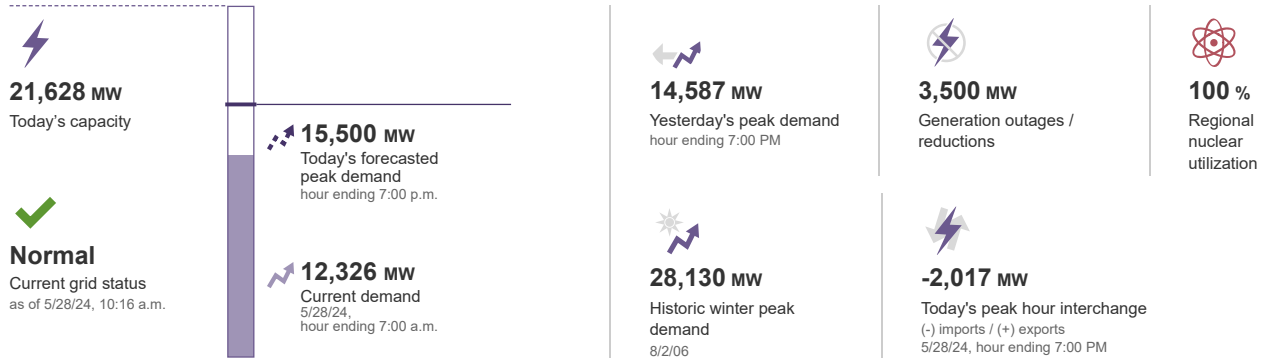 21,628 MW
Today's capacity
Normal
Current grid status
as of 5/28/24, 10:16 a.m.
15,500 MW
Today's forecasted
peak demand
hour ending 7:00 p.m.
12,326 MW
Current demand
5/28/24,
hour ending 7:00 a.m.
14,587 MW
Yesterday's peak demand
hour ending 7:00 PM
3,500 MW
Generation outages /
reductions
100 %
Regional
nuclear
utilization
28,130 MW
Historic winter peak
demand
8/2/06
-2,017 MW
Today's peak hour interchange
(-) imports / (+) exports
5/28/24, hour ending 7:00 PM